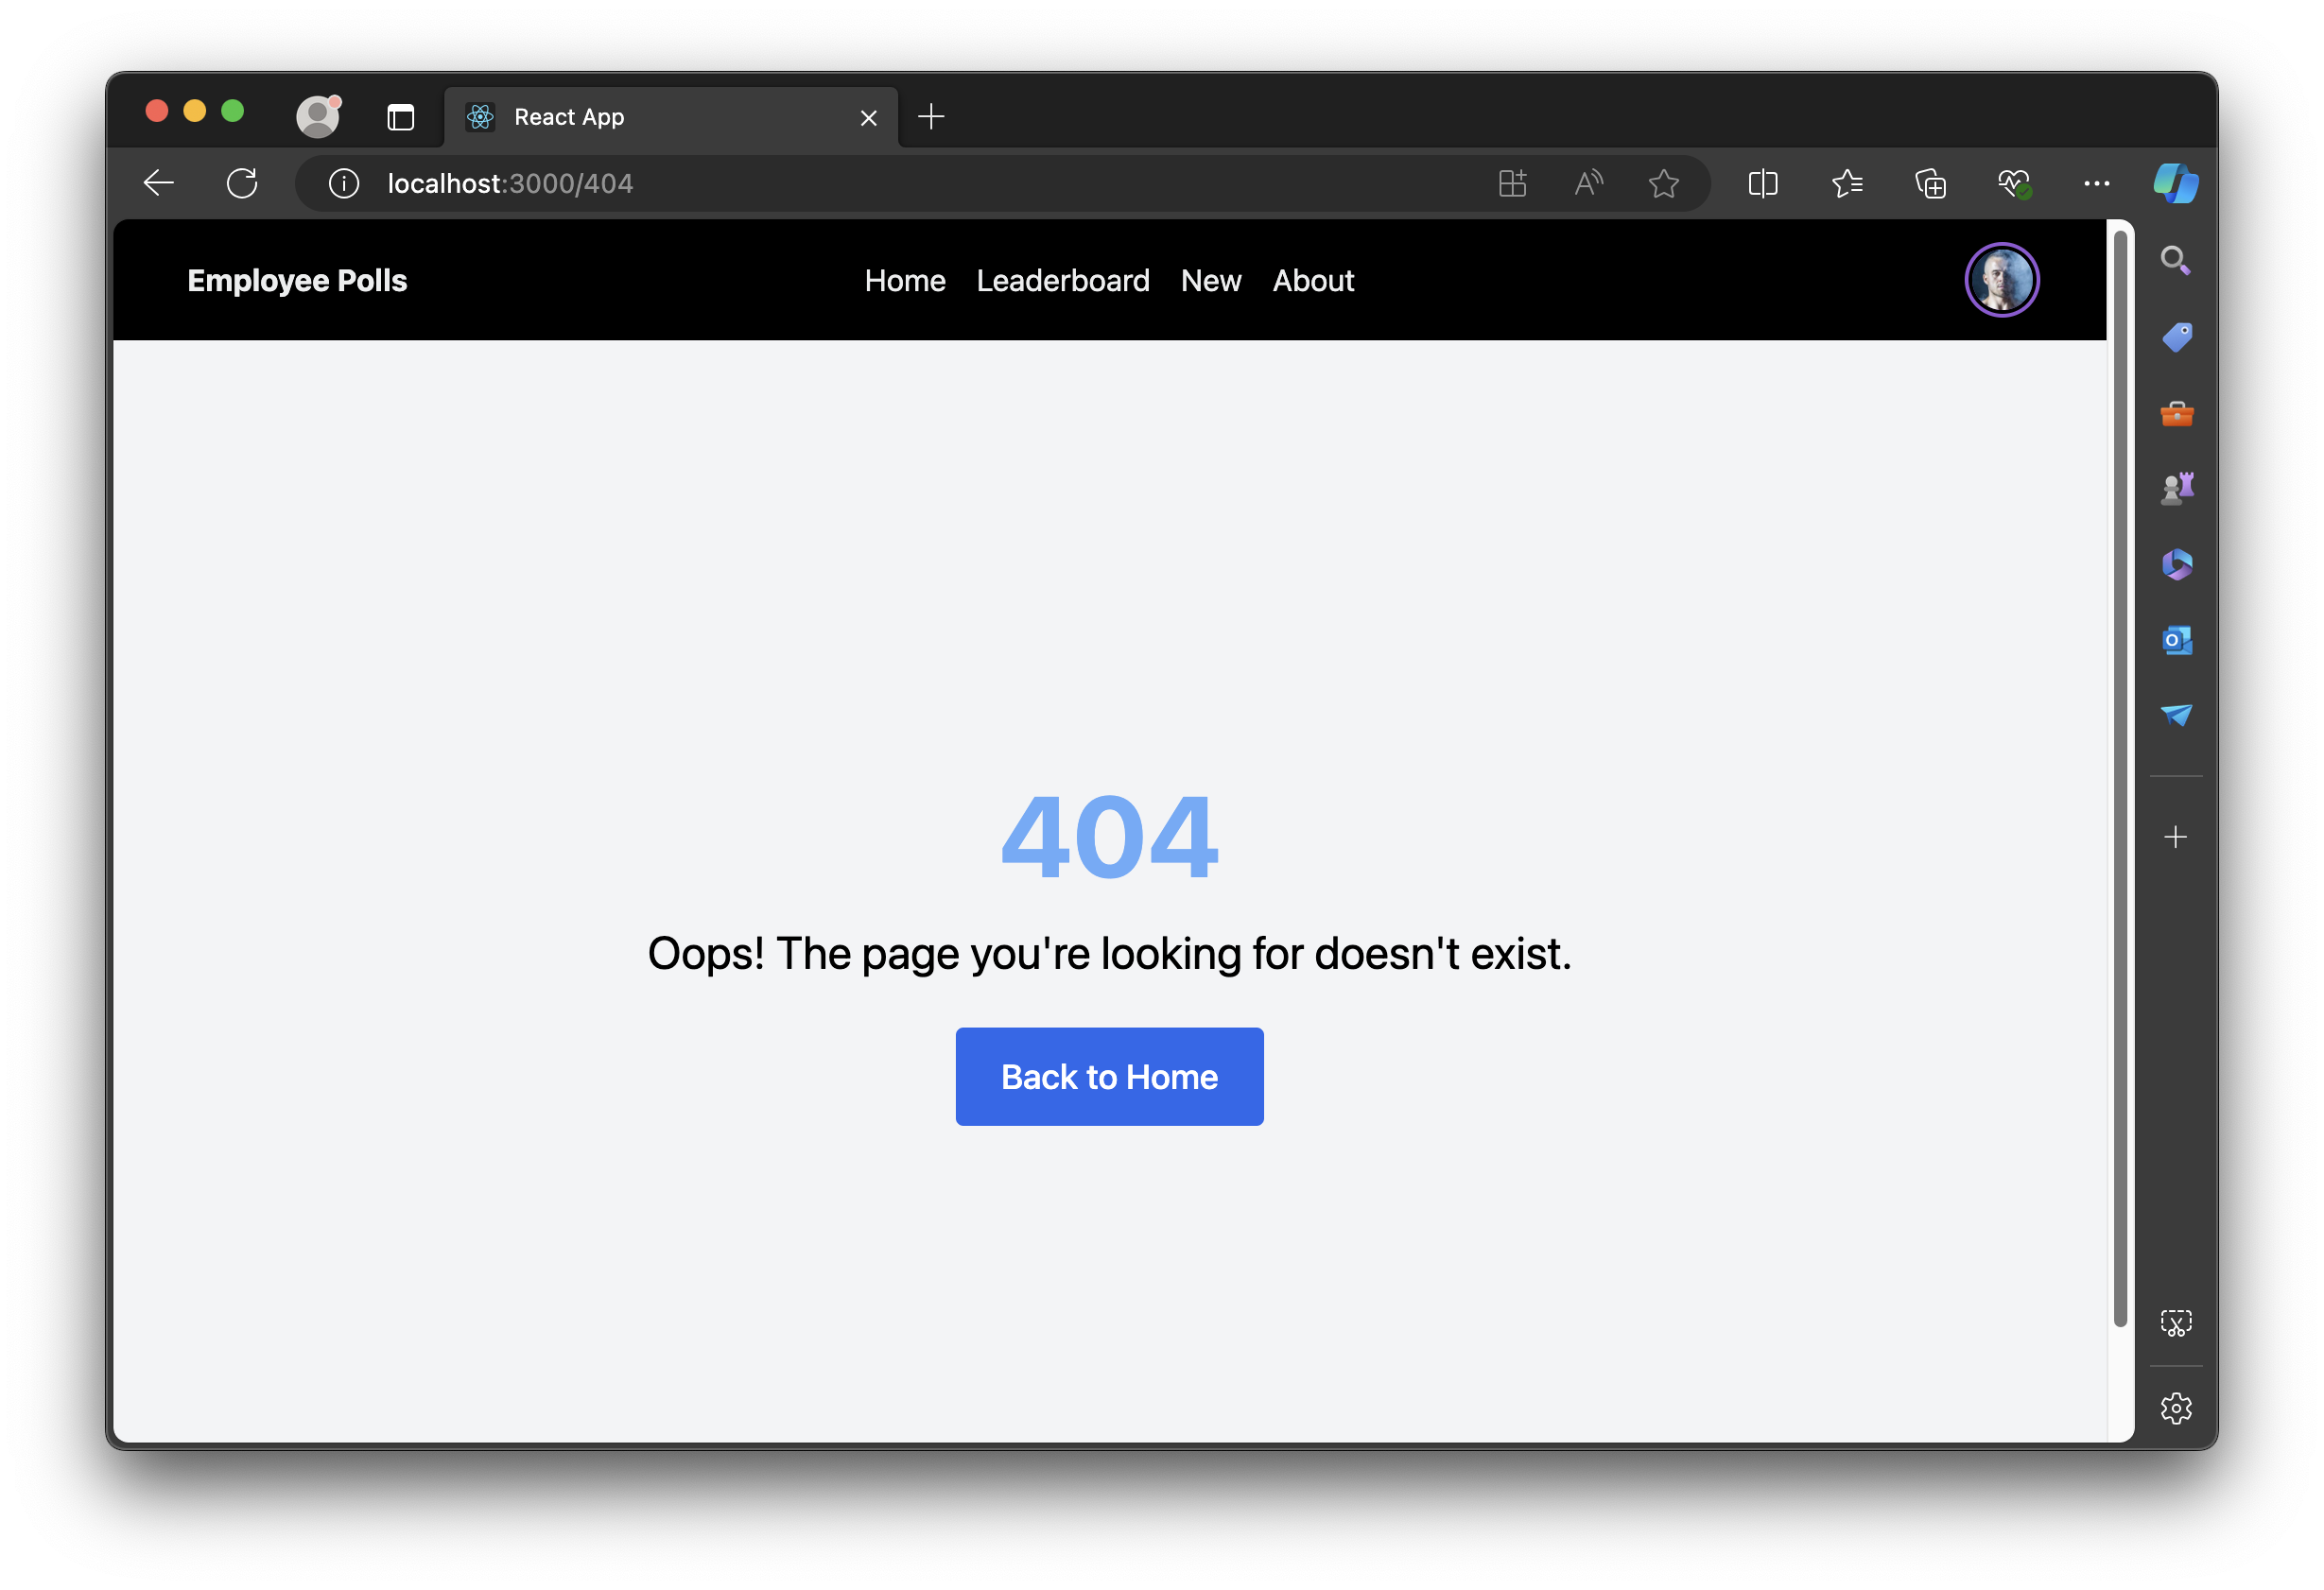 React App
localhost:3000/404
Employee Polls
Home Leaderboard New About
404
Oops! The page you're looking for doesn't exist.
Back to Home